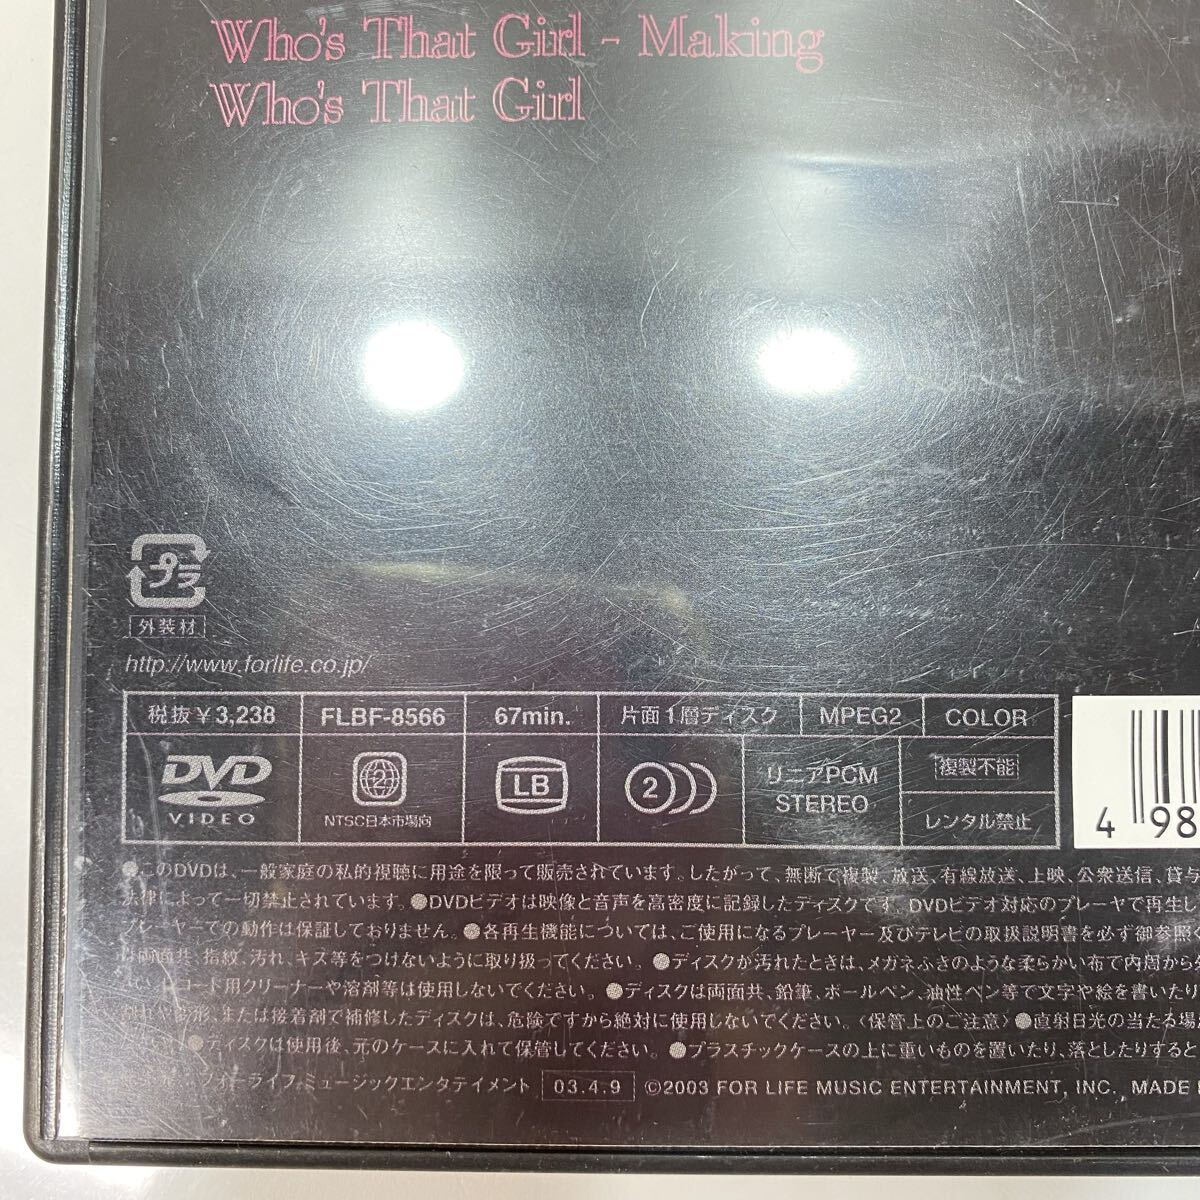 Who's That Girl - Making
Who's That Girl
プラ
外装材
http://www.forlife.co.jp/
税抜￥3,238 FLBF-8566 67min. 片面1層ディスク MPEG2 COLOR
DVD VIDEO 2 NTSC日本市場向 LB 2 リニアPCM STEREO 複製不能 レンタル禁止
4 98
●このDVDは、一般家庭の私的視聴に用途を限って販売されています。したがって、無断で複製、放送、有線放送、上映、公衆送信、貸与
法律によって一切禁止されています。●DVDビデオは映像と音声を高密度に記録したディスクです。DVDビデオ対応のプレーヤで再生し
プレーヤーでの動作は保証しておりません。●各再生機能については、ご使用になるプレーヤー及びテレビの取扱説明書を必ず御参照く
は両面共、指紋、汚れ、キズ等をつけないように取り扱ってください。●ディスクが汚れたときは、メガネふきのような柔らかい布で内周から
レコード用クリーナーや溶剤等は使用しないでください。●ディスクは両面共、鉛筆、ボールペン、油性ペン等で文字や絵を書いたり
または接着剤で補修したディスクは、危険ですから絶対に使用しないでください。〈保管上のご注意〉●直射日光の当たる場
●ディスクは使用後、元のケースに入れて保管してください。●プラスチックケースの上に重いものを置いたり、落としたりすると
フォーライフ ミュージックエンタテイメント 03.4.9 ©2003 FOR LIFE MUSIC ENTERTAINMENT, INC. MADE